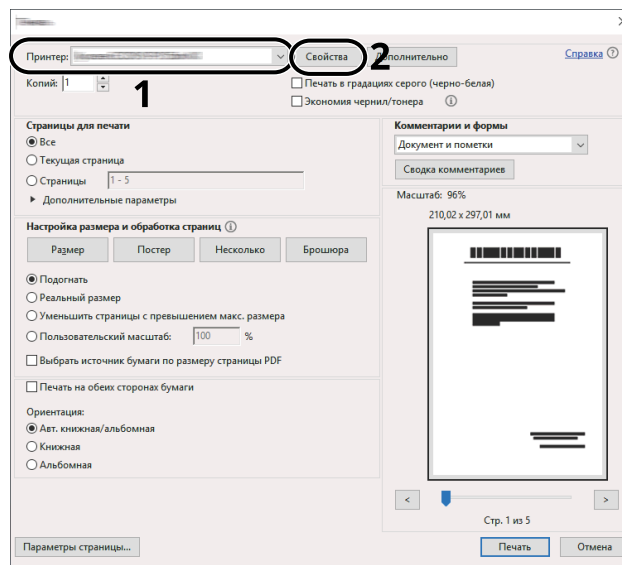 Принтер:
Свойства
2
Дополнительно
Справка
Копий: 1
1
Печать в градациях серого (черно-белая)
Экономия чернил/тонера
Страницы для печати
Все
Текущая страница
Страницы 1 - 5
Дополнительные параметры
Комментарии и формы
Документ и пометки
Сводка комментариев
Масштаб: 96%
210,02 x 297,01 мм
Настройка размера и обработка страниц
Размер Постер Несколько Брошюра
Подогнать
Реальный размер
Уменьшить страницы с превышением макс. размера
Пользовательский масштаб: 100 %
Выбрать источник бумаги по размеру страницы PDF
Печать на обеих сторонах бумаги
Ориентация:
Авт. книжная/альбомная
Книжная
Альбомная
< >
Стр. 1 из 5
Параметры страницы...
Печать Отмена